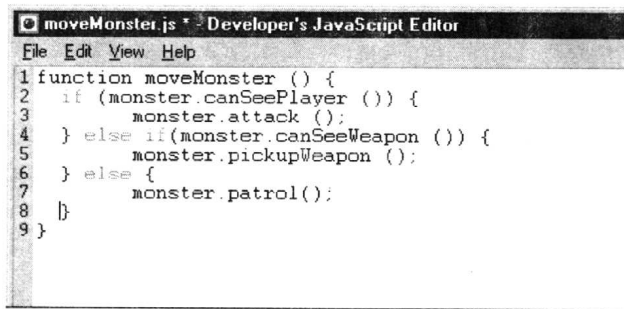 moveMonster.js * - Developer's JavaScript Editor
File Edit View Help
1 function moveMonster () {
2 if (monster.canSeePlayer ()) {
3 monster.attack ();
4 } else if(monster.canSeeWeapon ()) {
5 monster.pickupWeapon ();
6 } else {
7 monster.patrol();
8 }
9 }